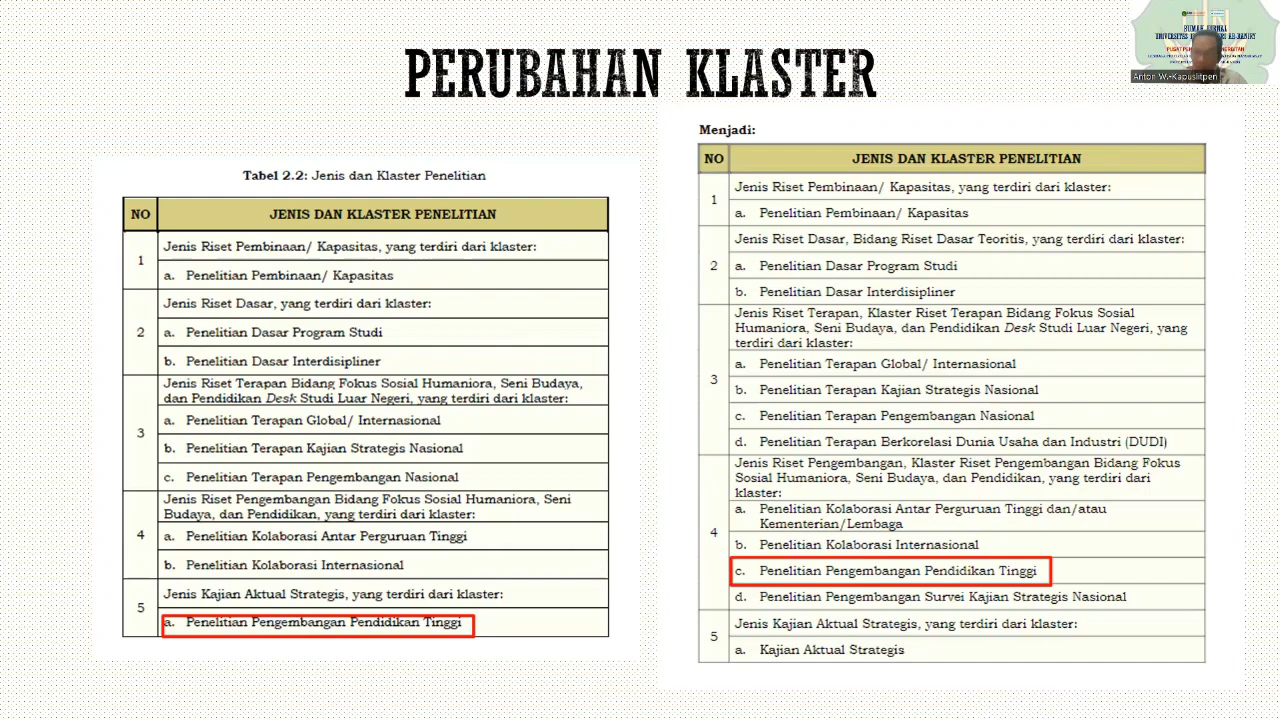 PERUBAHAN KLASTER
Anton W.-Kapuslitpen
Tabel 2.2: Jenis dan Klaster Penelitian
NO JENIS DAN KLASTER PENELITIAN
1
Jenis Riset Pembinaan/ Kapasitas, yang terdiri dari klaster:
a. Penelitian Pembinaan/ Kapasitas
2
Jenis Riset Dasar, yang terdiri dari klaster:
a. Penelitian Dasar Program Studi
b. Penelitian Dasar Interdisipliner
3
Jenis Riset Terapan Bidang Fokus Sosial Humaniora, Seni Budaya,
dan Pendidikan Desk Studi Luar Negeri, yang terdiri dari klaster:
a. Penelitian Terapan Global/ Internasional
b. Penelitian Terapan Kajian Strategis Nasional
c. Penelitian Terapan Pengembangan Nasional
4
Jenis Riset Pengembangan Bidang Fokus Sosial Humaniora, Seni
Budaya, dan Pendidikan, yang terdiri dari klaster:
a. Penelitian Kolaborasi Antar Perguruan Tinggi
b. Penelitian Kolaborasi Internasional
5
Jenis Kajian Aktual Strategis, yang terdiri dari klaster:
a. Penelitian Pengembangan Pendidikan Tinggi
Menjadi:
NO JENIS DAN KLASTER PENELITIAN
1
Jenis Riset Pembinaan/ Kapasitas, yang terdiri dari klaster:
a. Penelitian Pembinaan/ Kapasitas
2
Jenis Riset Dasar, Bidang Riset Dasar Teoritis, yang terdiri dari klaster:
a. Penelitian Dasar Program Studi
b. Penelitian Dasar Interdisipliner
3
Jenis Riset Terapan, Klaster Riset Terapan Bidang Fokus Sosial
Humaniora, Seni Budaya, dan Pendidikan Desk Studi Luar Negeri, yang
terdiri dari klaster:
a. Penelitian Terapan Global/ Internasional
b. Penelitian Terapan Kajian Strategis Nasional
c. Penelitian Terapan Pengembangan Nasional
d. Penelitian Terapan Berkorelasi Dunia Usaha dan Industri (DUDI)
4
Jenis Riset Pengembangan, Klaster Riset Pengembangan Bidang Fokus
Sosial Humaniora, Seni Budaya, dan Pendidikan, yang terdiri dari
klaster:
a. Penelitian Kolaborasi Antar Perguruan Tinggi dan/atau
Kementerian/Lembaga
b. Penelitian Kolaborasi Internasional
c. Penelitian Pengembangan Pendidikan Tinggi
d. Penelitian Pengembangan Survei Kajian Strategis Nasional
5
Jenis Kajian Aktual Strategis, yang terdiri dari klaster:
a. Kajian Aktual Strategis